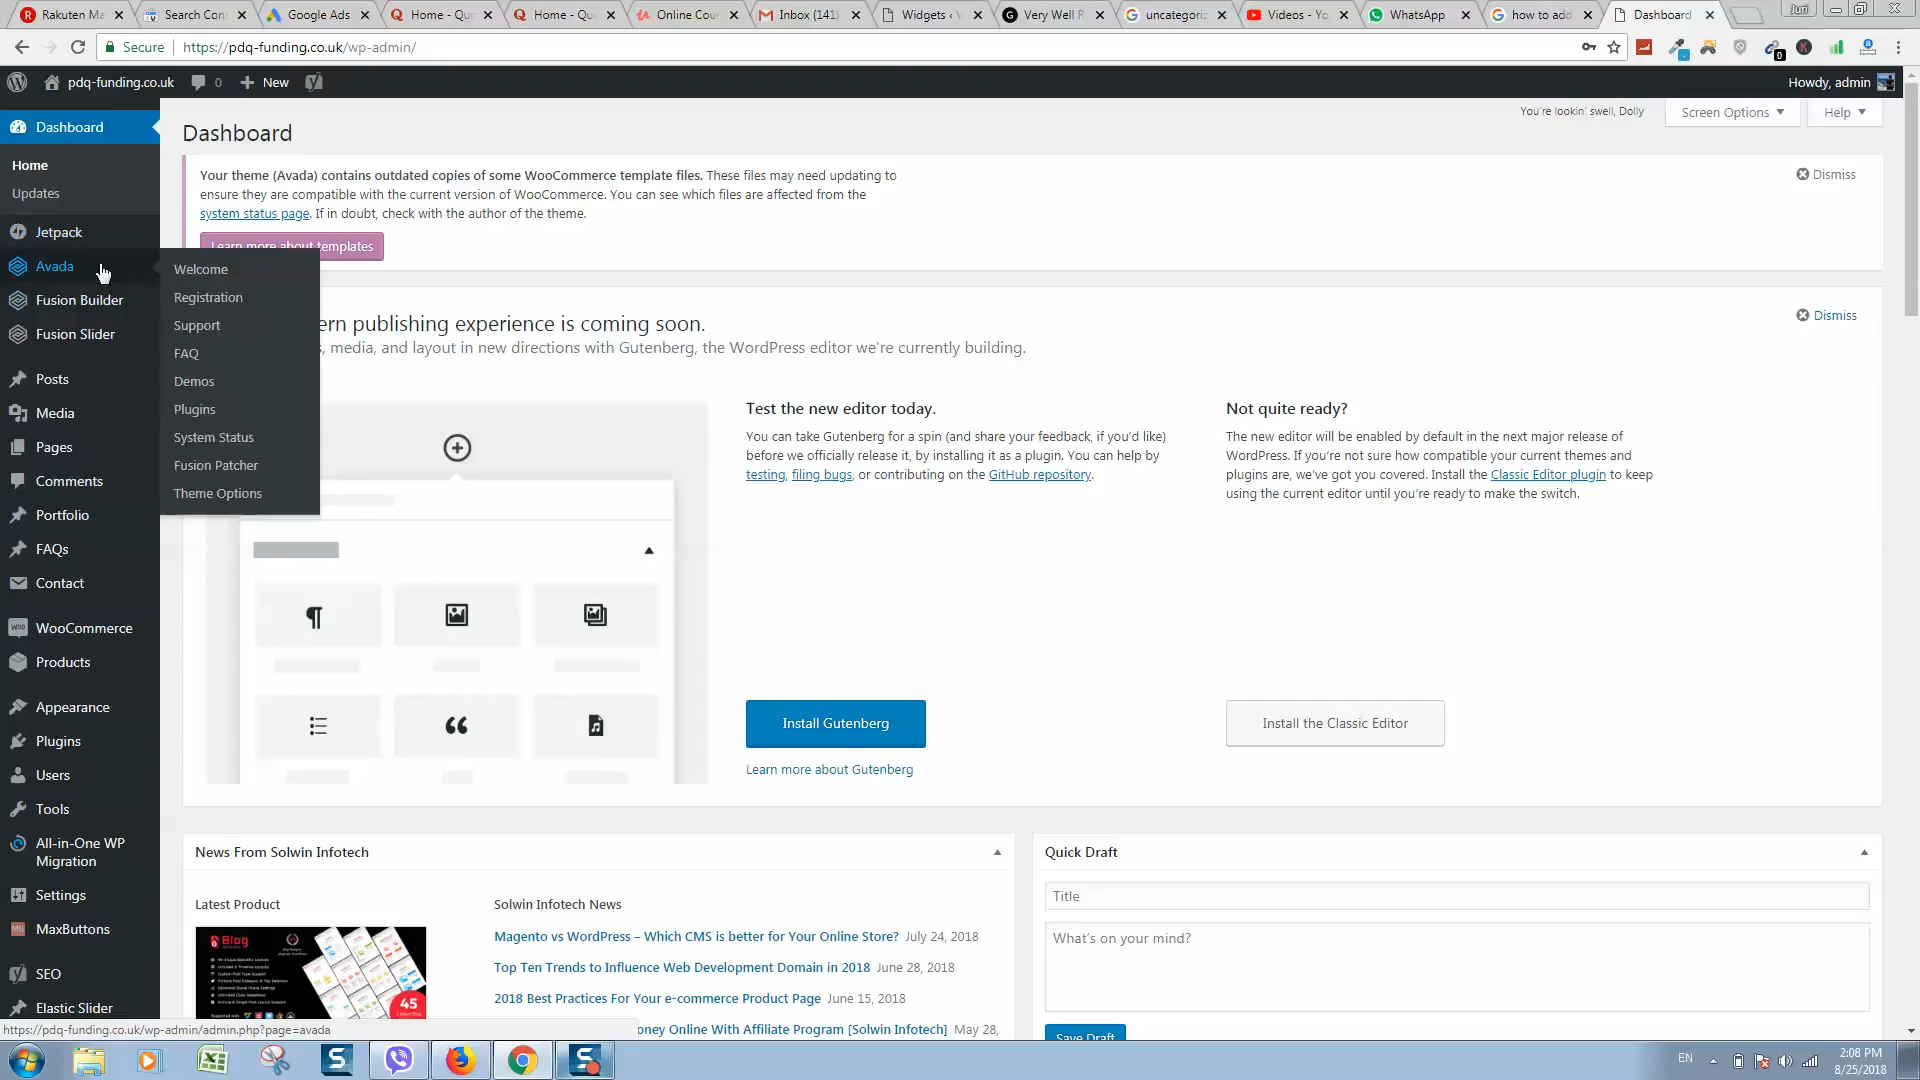 Rakuten Ma
Search Con
Google Ads
Home - Qu
Home - Qu
Online Cou
Inbox (141)
Widgets ‹
Very Well R
uncategoriz
Videos - Yo
WhatsApp
how to add
Dashboard
Juri
Secure
https://pdq-funding.co.uk/wp-admin/
0
pdq-funding.co.uk
0
New
Howdy, admin
You're lookin' swell, Dolly
Screen Options
Help
Dashboard
Home
Updates
Jetpack
Avada
Fusion Builder
Fusion Slider
Posts
Media
Pages
Comments
Portfolio
FAQs
Contact
WooCommerce
Products
Appearance
Plugins
Users
Tools
All-in-One WP
Migration
Settings
MaxButtons
SEO
Elastic Slider
Welcome
Registration
Support
FAQ
Demos
Plugins
System Status
Fusion Patcher
Theme Options
Dashboard
Your theme (Avada) contains outdated copies of some WooCommerce template files. These files may need updating to
ensure they are compatible with the current version of WooCommerce. You can see which files are affected from the
system status page. If in doubt, check with the author of the theme.
Dismiss
Learn more about templates
ern publishing experience is coming soon.
Dismiss
, media, and layout in new directions with Gutenberg, the WordPress editor we're currently building.
Test the new editor today.
You can take Gutenberg for a spin (and share your feedback, if you'd like)
before we officially release it, by installing it as a plugin. You can help by
testing, filing bugs, or contributing on the GitHub repository.
Install Gutenberg
Learn more about Gutenberg
Not quite ready?
The new editor will be enabled by default in the next major release of
WordPress. If you're not sure how compatible your current themes and
plugins are, we've got you covered. Install the Classic Editor plugin to keep
using the current editor until you're ready to make the switch.
Install the Classic Editor
News From Solwin Infotech
Latest Product
Blog
45
Solwin Infotech News
Magento vs WordPress – Which CMS is better for Your Online Store? July 24, 2018
Top Ten Trends to Influence Web Development Domain in 2018 June 28, 2018
2018 Best Practices For Your e-commerce Product Page June 15, 2018
oney Online With Affiliate Program [Solwin Infotech] May 28,
Quick Draft
Title
What's on your mind?
Save Draft
https://pdq-funding.co.uk/wp-admin/admin.php?page=avada
EN
2:08 PM
8/25/2018